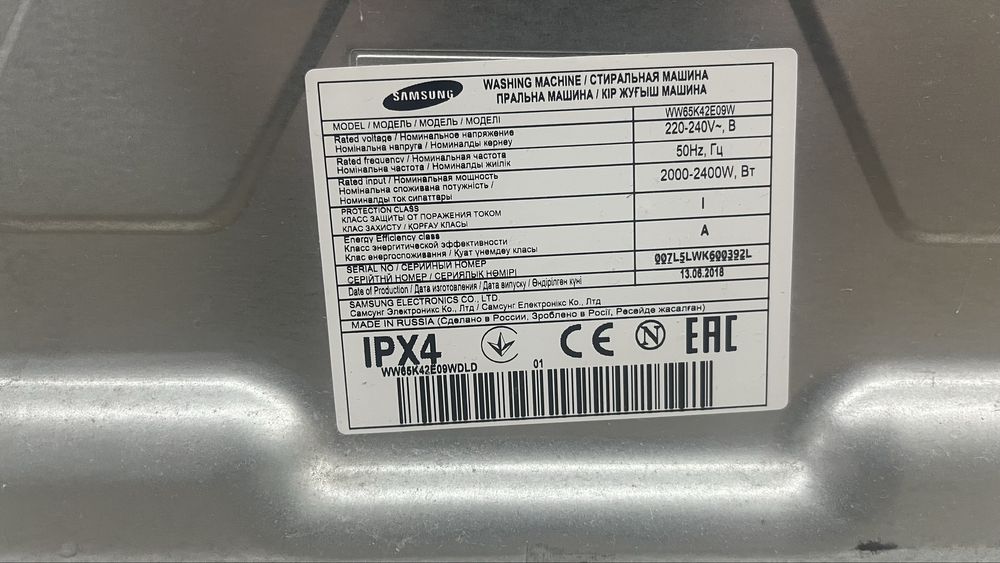 SAMSUNG
WASHING MACHINE / СТИРАЛЬНАЯ МАШИНА
ПРАЛЬНА МАШИНА / КІР ЖУҒЫШ МАШИНА
MODEL / МОДЕЛЬ / МОДЕЛЬ / МОДЕЛІ
WW65K42E09W
Rated voltage / Номинальное напряжение
Номінальна напруга / Номиналды кернеу
220-240V~, В
Rated frequency / Номинальная частота
Номінальна частота / Номиналды жиілік
50Hz, Гц
Rated input / Номинальная мощность
Номінальна споживана потужність /
Номиналды ток сипаттары
2000-2400W, Вт
PROTECTION CLASS
КЛАСС ЗАЩИТЫ ОТ ПОРАЖЕНИЯ ТОКОМ
КЛАС ЗАХИСТУ / ҚОРҒАУ КЛАСЫ
I
Energy Efficiency class
Класс энергитической эффективности
Клас енергоспоживання / Қуат үнемдеу класы
A
SERIAL NO / СЕРИЙНЫЙ НОМЕР
СЕРІЙТНЙ НОМЕР / СЕРИЯЛЫК НӨМІРІ
007L5LWK600392L
Date of Production / Дата изготовления / Дата випуску / Өндірілген күні
13.06.2018
SAMSUNG ELECTRONICS CO., LTD.
Самсунг Электроникс Ко., Лтд / Самсунг Електронікс Ко., Лтд
MADE IN RUSSIA (Сделано в России, Зроблено в Росії, Ресейде жасалған)
IPX4
CE
EAC
WW65K42E09WDLD
01